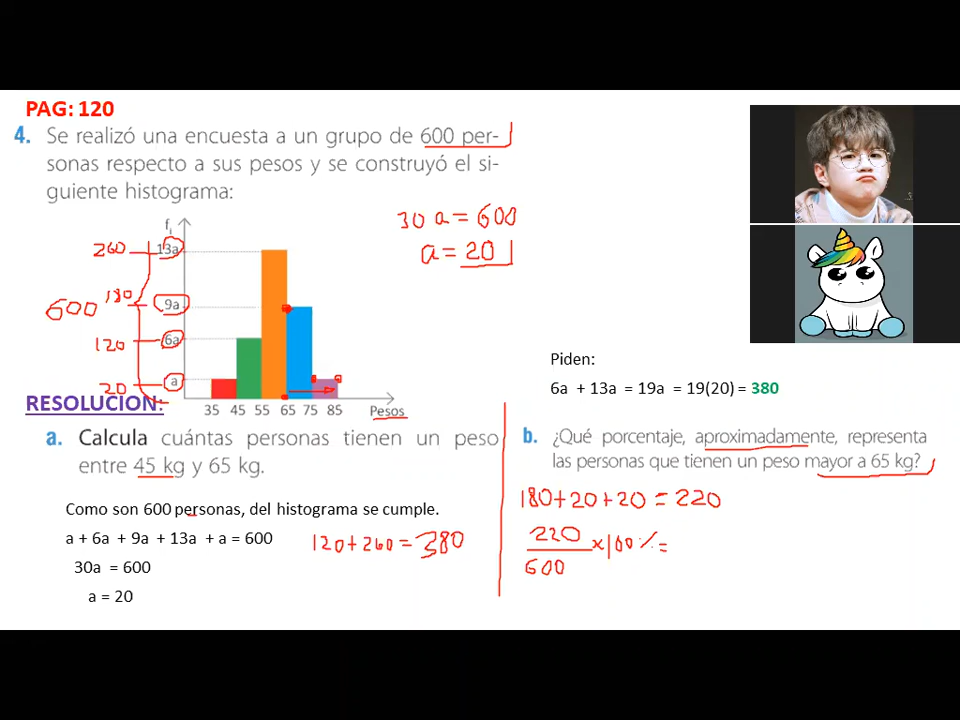 PAG: 120
4. Se realizó una encuesta a un grupo de 600 per-
sonas respecto a sus pesos y se construyó el si-
guiente histograma:
30 a = 600
a = 20
fi
260 13a
600 180 9a
120 6a
20 a
35 45 55 65 75 85 Pesos
RESOLUCION:
a. Calcula cuántas personas tienen un peso
entre 45 kg y 65 kg.
Como son 600 personas, del histograma se cumple.
a + 6a + 9a + 13a + a = 600
120 + 260 = 380
30a = 600
a = 20
Piden:
6a + 13a = 19a = 19(20) = 380
b. ¿Qué porcentaje, aproximadamente, representa
las personas que tienen un peso mayor a 65 kg?
180 + 20 + 20 = 220
220
600
x 100 % =